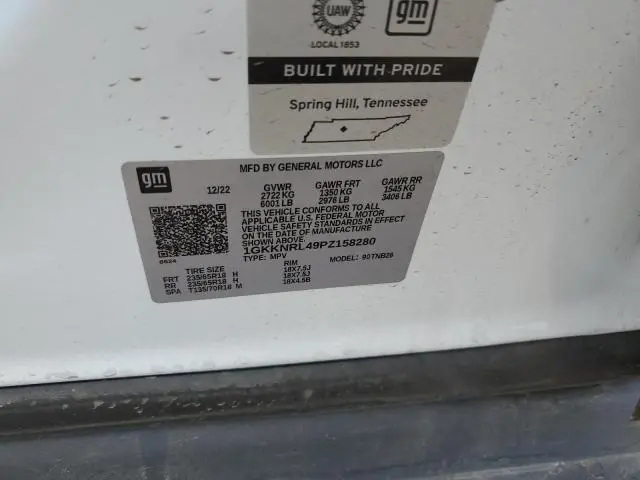 UAW
gm
LOCAL 1853
BUILT WITH PRIDE
Spring Hill, Tennessee
gm
MFD BY GENERAL MOTORS LLC
12/22 GVWR GAWR FRT GAWR RR
2722 KG 1350 KG 1545 KG
6001 LB 2976 LB 3406 LB
THIS VEHICLE CONFORMS TO ALL
APPLICABLE U.S. FEDERAL MOTOR
VEHICLE SAFETY STANDARDS IN EFFECT
ON THE DATE OF MANUFACTURE
SHOWN ABOVE.
1GKKNRL49PZ158280
TYPE: MPV MODEL:
TIRE SIZE RIM
FRT 235/65R18 H 18X7.5J
RR 235/65R18 H 18X7.5J
SPA T135/70R18 M 18X4.5B